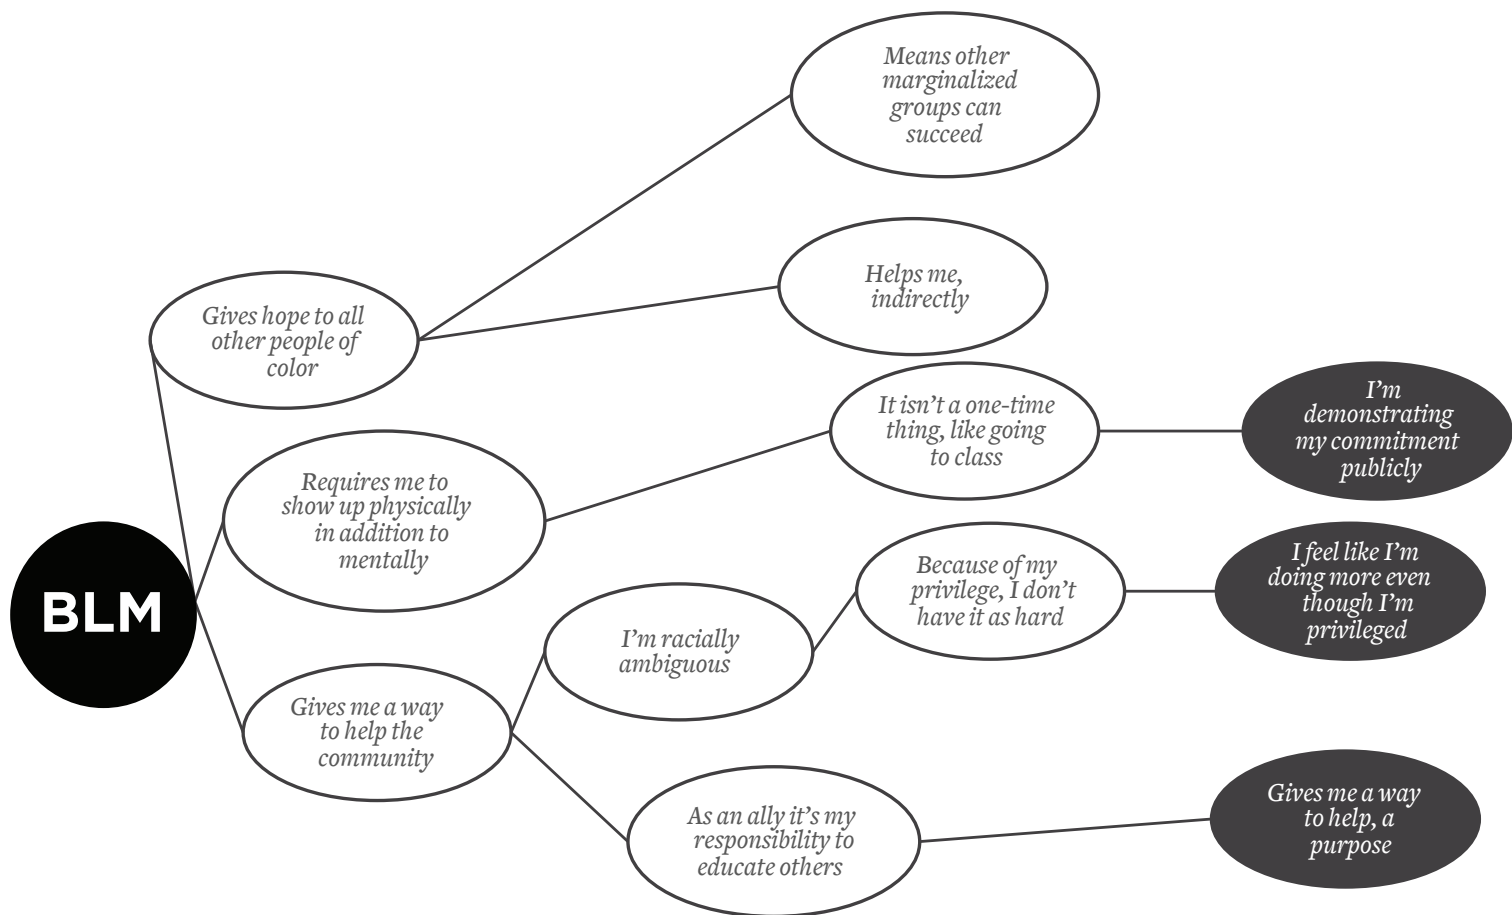 Means other
marginalized
groups can
succeed
Helps me,
indirectly
Gives hope to all
other people of
color
It isn’t a one-time
thing, like going
to class
I’m
demonstrating
my commitment
publicly
Requires me to
show up physically
in addition to
mentally
BLM
I’m racially
ambiguous
Because of my
privilege, I don’t
have it as hard
I feel like I’m
doing more even
though I’m
privileged
Gives me a way
to help the
community
As an ally it’s my
responsibility to
educate others
Gives me a way
to help, a
purpose